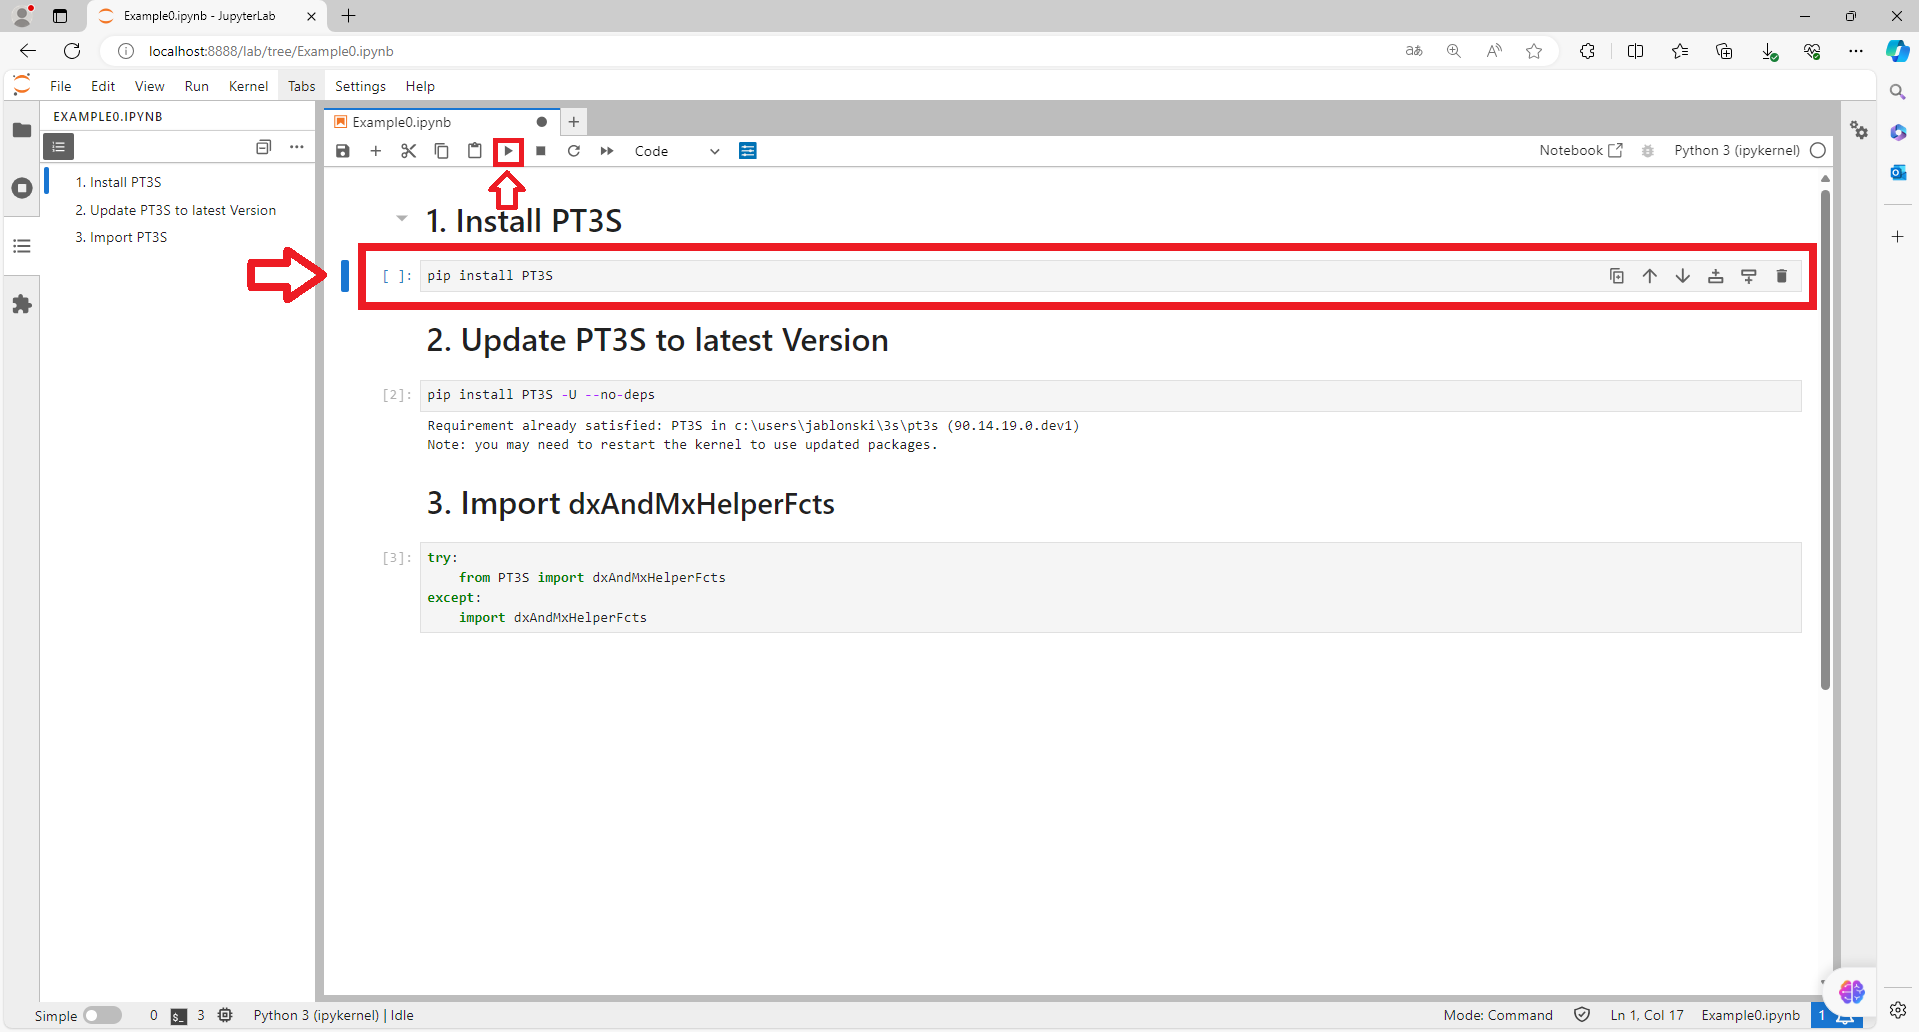 Example0.ipynb - JupyterLab
localhost:8888/lab/tree/Example0.ipynb
aあ
File Edit View Run Kernel Tabs Settings Help
EXAMPLE0.IPYNB
1. Install PT3S
2. Update PT3S to latest Version
3. Import PT3S
Example0.ipynb
Code
Notebook
Python 3 (ipykernel)
1. Install PT3S
[ ]: pip install PT3S
2. Update PT3S to latest Version
[2]: pip install PT3S -U --no-deps
Requirement already satisfied: PT3S in c:\users\jablonski\3s\pt3s (90.14.19.0.dev1)
Note: you may need to restart the kernel to use updated packages.
3. Import dxAndMxHelperFcts
[3]: try:
from PT3S import dxAndMxHelperFcts
except:
import dxAndMxHelperFcts
Simple 0 $_ 3 Python 3 (ipykernel) | Idle
Mode: Command Ln 1, Col 17 Example0.ipynb 1